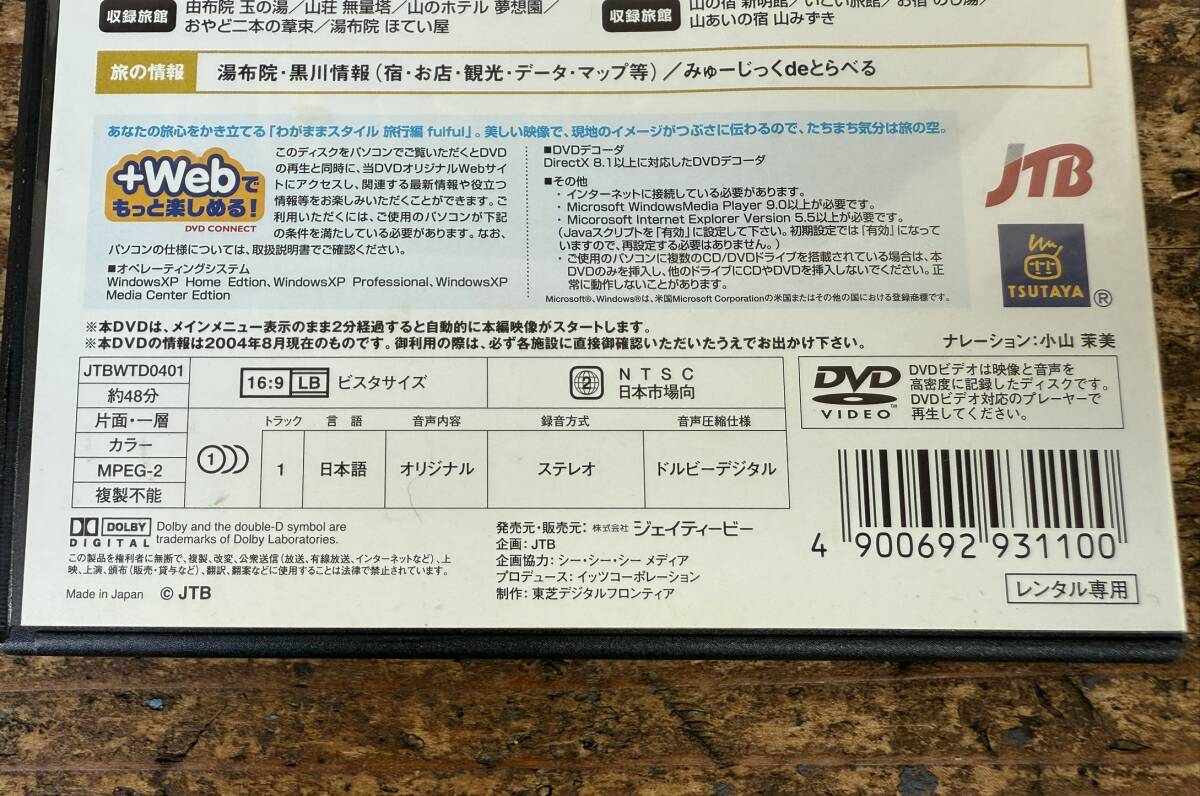 収録旅館
由布院 玉の湯/山荘 無量塔/山のホテル 夢想園/
おやど二本の葦束/湯布院 ほてい屋
収録旅館
山の宿 新明館/いこい旅館/お宿 のし湯/
山あいの宿 山みずき
旅の情報
湯布院・黒川情報(宿・お店・観光・データ・マップ等)/みゅーじっくdeとらべる
あなたの旅心をかき立てる「わがままスタイル 旅行編 fulful」。美しい映像で、現地のイメージがつぶさに伝わるので、たちまち気分は旅の空。
+Webで
もっと楽しめる!
DVD CONNECT
このディスクをパソコンでご覧いただくとDVD
の再生と同時に、当DVDオリジナルWebサイ
トにアクセスし、関連する最新情報や役立つ
情報等をお楽しみいただくことができます。ご
利用いただくには、ご使用のパソコンが下記
の条件を満たしている必要があります。なお、
パソコンの仕様については、取扱説明書でご確認ください。
■オペレーティングシステム
WindowsXP Home Edtion、WindowsXP Professional、WindowsXP
Media Center Edtion
■DVDデコーダ
DirectX 8.1以上に対応したDVDデコーダ
■その他
・インターネットに接続している必要があります。
・Microsoft WindowsMedia Player 9.0以上が必要です。
・Micorosoft Internet Explorer Version 5.5以上が必要です。
(Javaスクリプトを「有効」に設定して下さい。初期設定では「有効」になって
いますので、再設定する必要はありません。)
・ご使用のパソコンに複数のCD/DVDドライブを搭載されている場合は、本
DVDのみを挿入し、他のドライブにCDやDVDを挿入しないでください。正
常に動作しないことがあります。
Microsoft®、Windows®は、米国Microsoft Corporationの米国またはその他の国における登録商標です。
JTB
TSUTAYA ®
※本DVDは、メインメニュー表示のまま2分経過すると自動的に本編映像がスタートします。
※本DVDの情報は2004年8月現在のものです。御利用の際は、必ず各施設に直接御確認いただいたうえでお出かけ下さい。
ナレーション:小山 茉美
JTBWTD0401
約48分
片面・一層
カラー
MPEG-2
複製不能
16:9 LB ビスタサイズ
2 NTSC
日本市場向
トラック 言語 音声内容 録音方式 音声圧縮仕様
1 1 日本語 オリジナル ステレオ ドルビーデジタル
DVD
VIDEO™
DVDビデオは映像と音声を
高密度に記録したディスクです。
DVDビデオ対応のプレーヤーで
再生してください。
DOLBY
DIGITAL
Dolby and the double-D symbol are
trademarks of Dolby Laboratories.
この製品を権利者に無断で、複製、改変、公衆送信(放送、有線放送、インターネットなど)、上
映、上演、頒布(販売・貸与など)、翻訳、翻案などに使用することは法律で禁止されています。
Made in Japan © JTB
発売元・販売元: 株式会社 ジェイティービー
企画:JTB
企画協力:シー・シー・シー メディア
プロデュース:イッツコーポレーション
制作:東芝デジタルフロンティア
4 900692 931100
レンタル専用